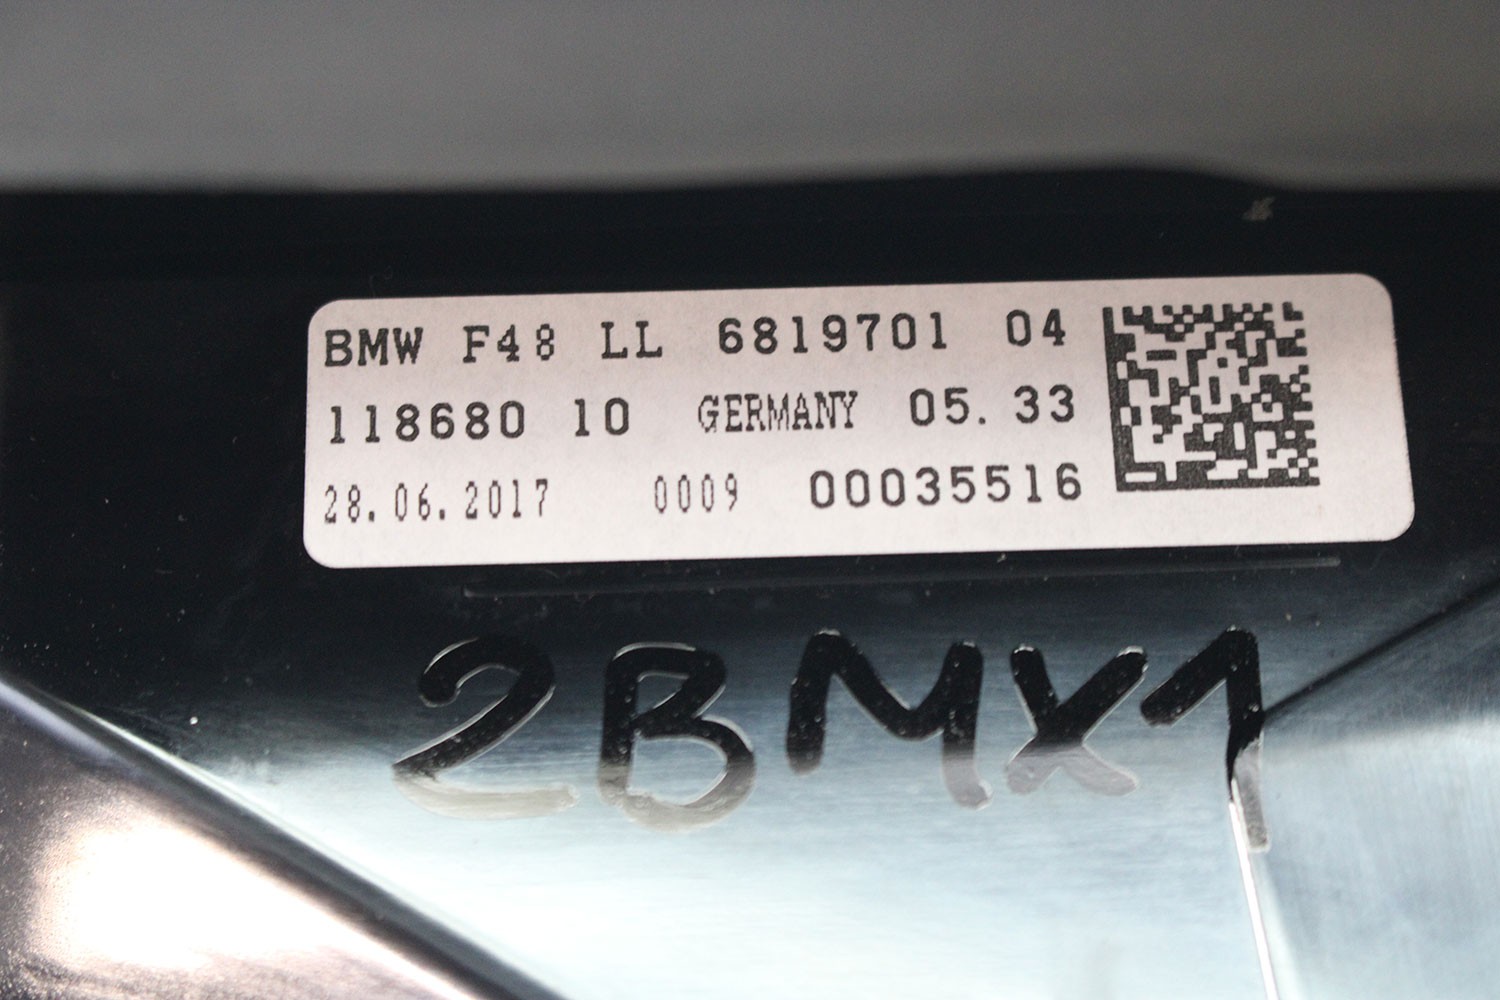 BMW F48 LL 6819701 04
118680 10 GERMANY 05. 33
28.06.2017 0009 00035516
2BMX1